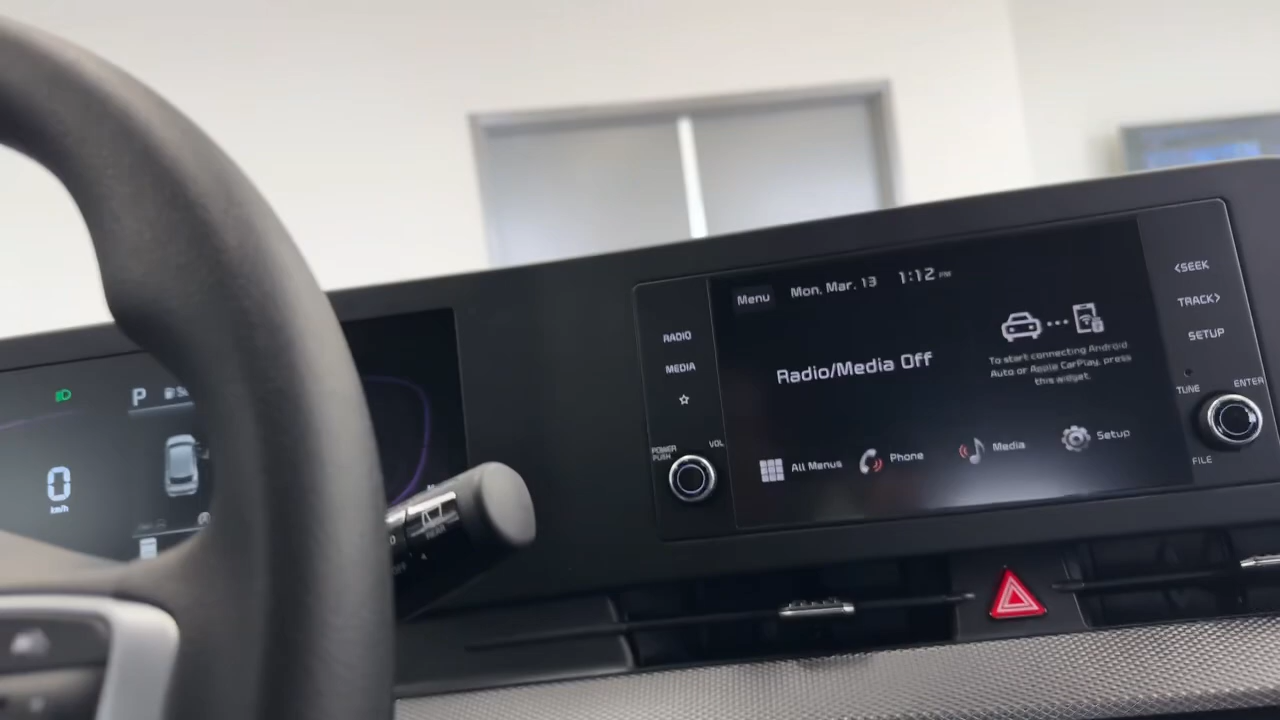 P
0
km/h
REAR
OFF
RADIO
MEDIA
POWER
PUSH
VOL
Menu
Mon, Mar. 13
1:12 PM
Radio/Media Off
To start connecting Android
Auto or Apple CarPlay, press
this widget.
All Menus
Phone
Media
Setup
<SEEK
TRACK>
SETUP
TUNE
ENTER
FILE